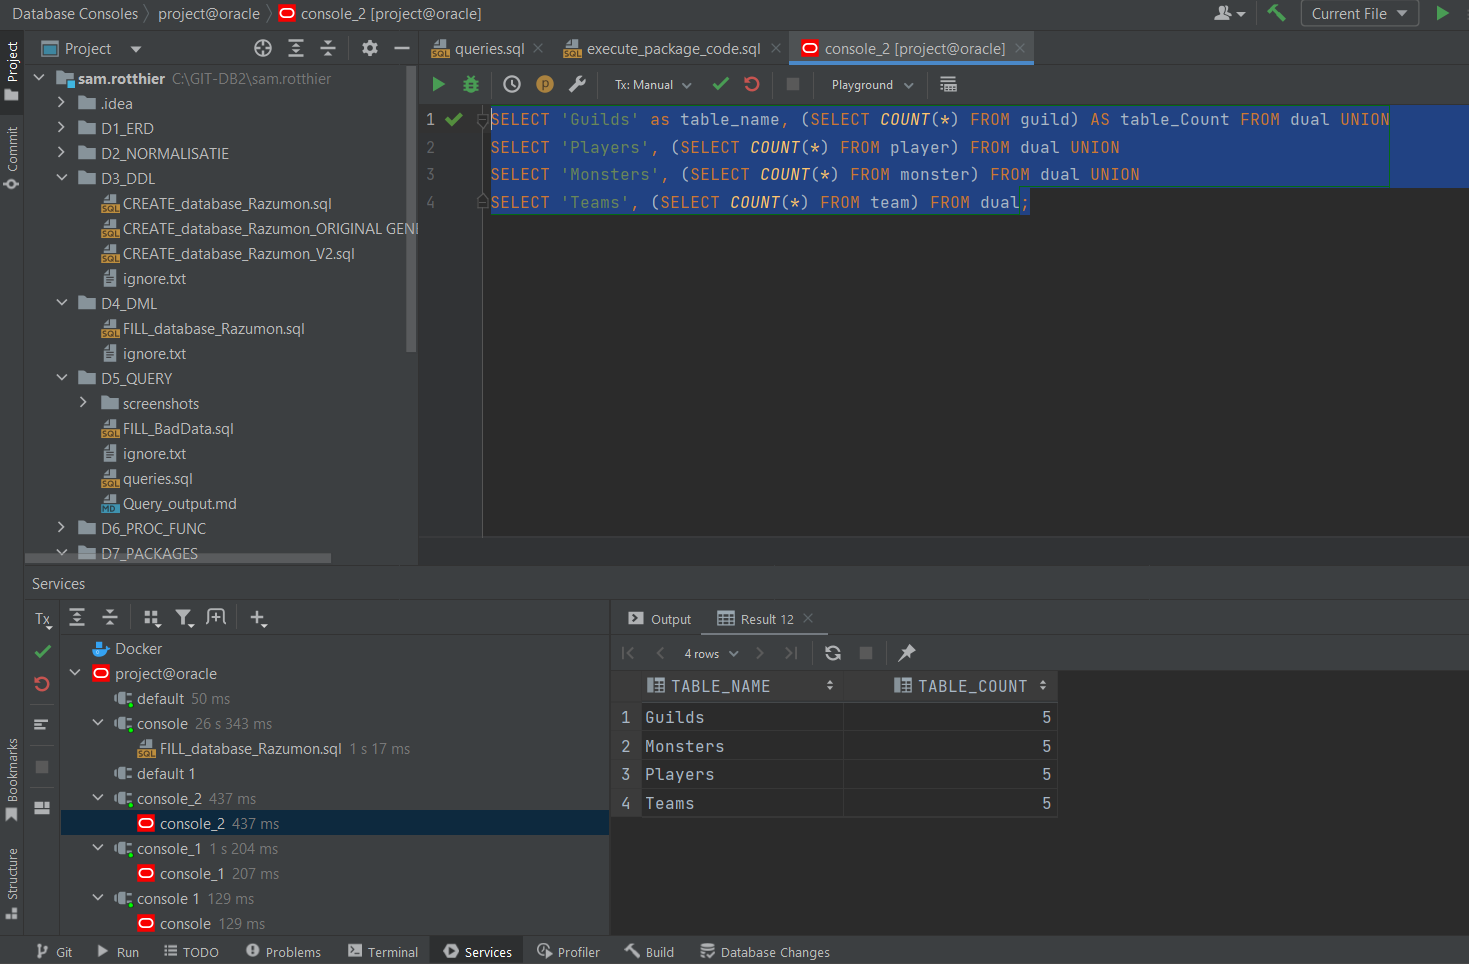 Database Consoles project@oracle console_2 [project@oracle]
Current File
Project
queries.sql
execute_package_code.sql
console_2 [project@oracle]
Project
Commit
Bookmarks
Structure
sam.rotthier C:\GIT-DB2\sam.rotthier
.idea
D1_ERD
D2_NORMALISATIE
D3_DDL
CREATE_database_Razumon.sql
CREATE_database_Razumon_ORIGINAL GEN
CREATE_database_Razumon_V2.sql
ignore.txt
D4_DML
FILL_database_Razumon.sql
ignore.txt
D5_QUERY
screenshots
FILL_BadData.sql
ignore.txt
queries.sql
Query_output.md
D6_PROC_FUNC
D7_PACKAGES
Tx: Manual
Playground
1 SELECT 'Guilds' as table_name, (SELECT COUNT(*) FROM guild) AS table_Count FROM dual UNION
2 SELECT 'Players', (SELECT COUNT(*) FROM player) FROM dual UNION
3 SELECT 'Monsters', (SELECT COUNT(*) FROM monster) FROM dual UNION
4 SELECT 'Teams', (SELECT COUNT(*) FROM team) FROM dual;
Services
Tx
Docker
project@oracle
default 50 ms
console 26 s 343 ms
FILL_database_Razumon.sql 1 s 17 ms
default 1
console_2 437 ms
console_2 437 ms
console_1 1 s 204 ms
console_1 207 ms
console 1 129 ms
console 129 ms
Output
Result 12
4 rows
TABLE_NAME TABLE_COUNT
1 Guilds 5
2 Monsters 5
3 Players 5
4 Teams 5
Git Run TODO Problems Terminal Services Profiler Build Database Changes